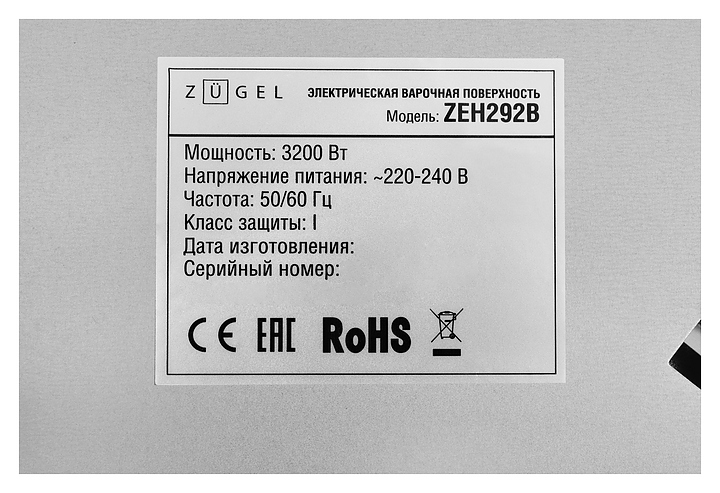 ZÜGEL
ЭЛЕКТРИЧЕСКАЯ ВАРОЧНАЯ ПОВЕРХНОСТЬ
Модель: ZEH292B
Мощность: 3200 Вт
Напряжение питания: ~220-240 В
Частота: 50/60 Гц
Класс защиты: I
Дата изготовления:
Серийный номер:
CE EAC RoHS